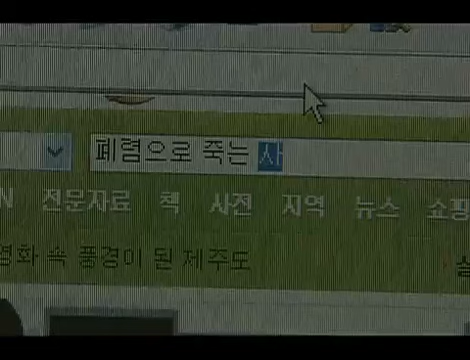 폐렴으로 죽는 사
N 전문자료 책 사전 지역 뉴스 쇼핑
영화 속 풍경이 된 제주도